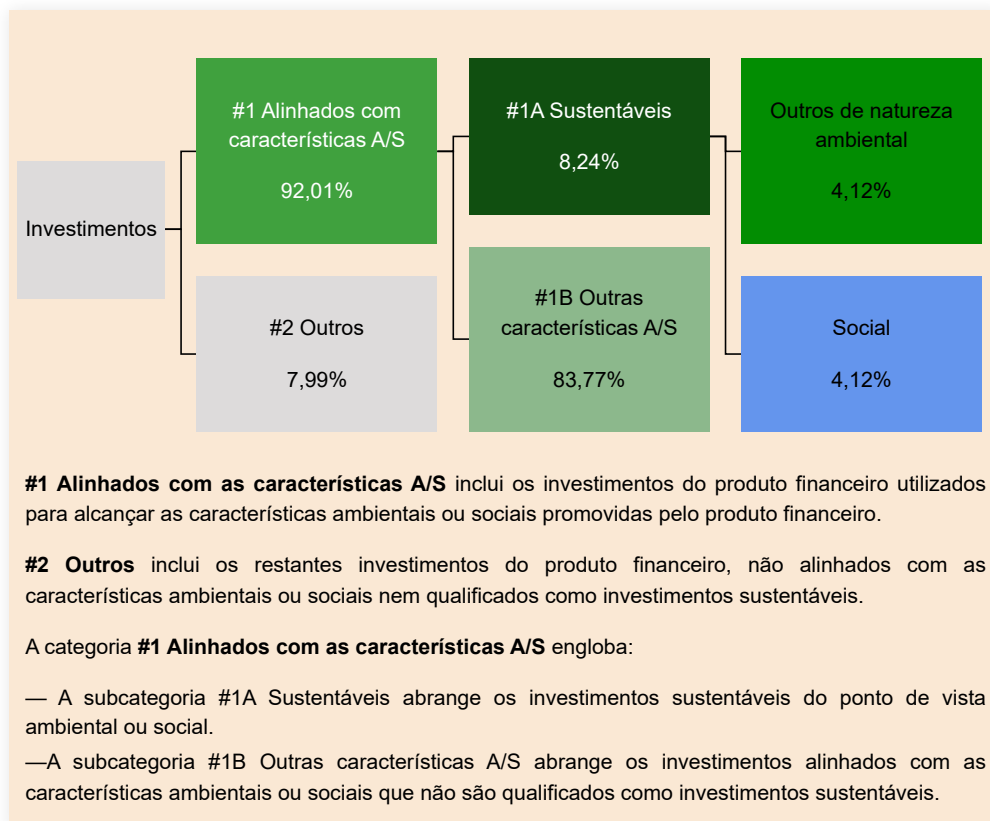 Investimentos
#1 Alinhados com
características A/S
92,01%
#2 Outros
7,99%
#1A Sustentáveis
8,24%
#1B Outras
características A/S
83,77%
Outros de natureza
ambiental
4,12%
Social
4,12%
#1 Alinhados com as características A/S inclui os investimentos do produto financeiro utilizados
para alcançar as características ambientais ou sociais promovidas pelo produto financeiro.
#2 Outros inclui os restantes investimentos do produto financeiro, não alinhados com as
características ambientais ou sociais nem qualificados como investimentos sustentáveis.
A categoria #1 Alinhados com as características A/S engloba:
— A subcategoria #1A Sustentáveis abrange os investimentos sustentáveis do ponto de vista
ambiental ou social.
—A subcategoria #1B Outras características A/S abrange os investimentos alinhados com as
características ambientais ou sociais que não são qualificados como investimentos sustentáveis.